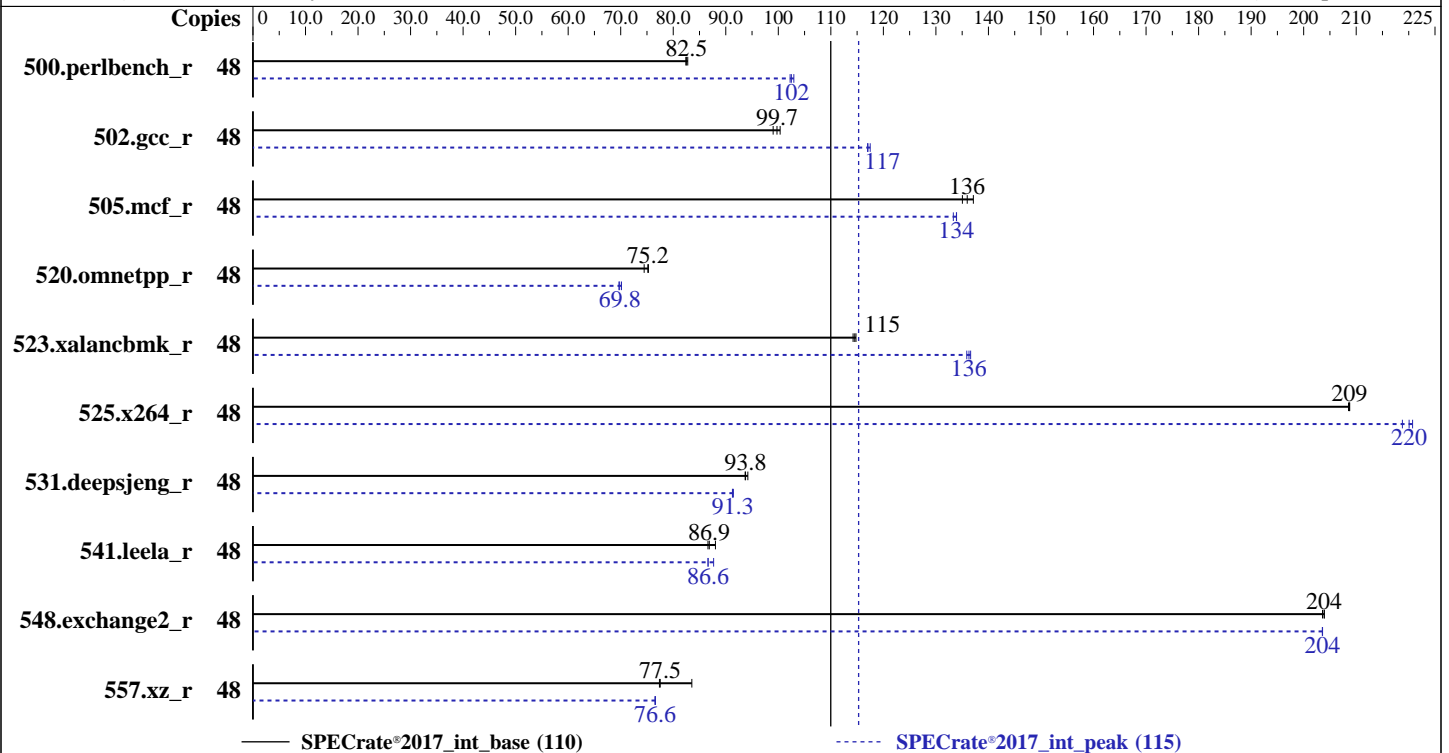 Copies 0 10.0 20.0 30.0 40.0 50.0 60.0 70.0 80.0 90.0 100 110 120 130 140 150 160 170 180 190 200 210 225
82.5
500.perlbench_r 48
102
99.7
502.gcc_r 48
117
136
505.mcf_r 48
134
75.2
520.omnetpp_r 48
69.8
115
523.xalancbmk_r 48
136
209
525.x264_r 48
220
93.8
531.deepsjeng_r 48
91.3
86.9
541.leela_r 48
86.6
204
548.exchange2_r 48
204
77.5
557.xz_r 48
76.6
SPECrate®2017_int_base (110) SPECrate®2017_int_peak (115)